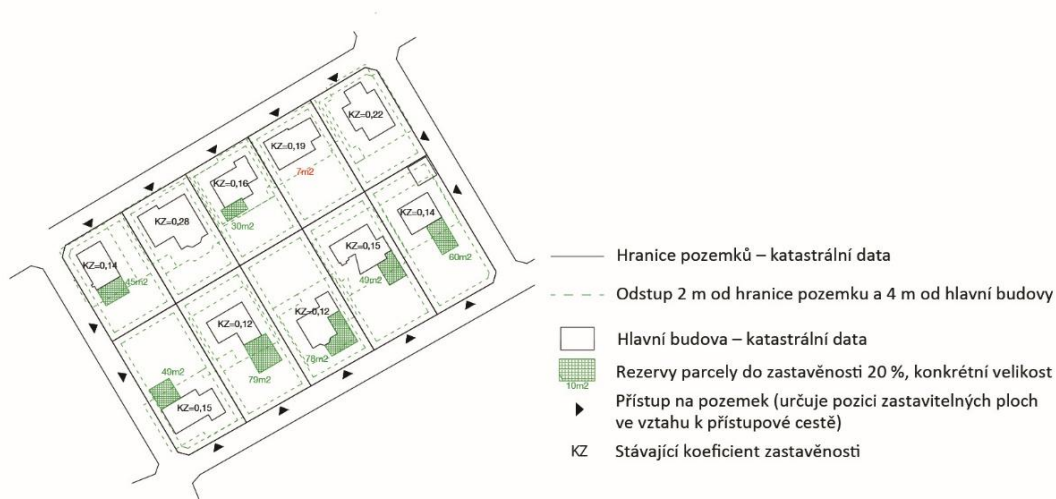 KZ=0,22
KZ=0,19
7m2
KZ=0,16
30m2
KZ=0,28
KZ=0,14
45m2
KZ=0,14
60m2
KZ=0,15
49m2
KZ=0,12
78m2
KZ=0,12
79m2
49m2
KZ=0,15
Hranice pozemků – katastrální data
Odstup 2 m od hranice pozemku a 4 m od hlavní budovy
Hlavní budova – katastrální data
Rezervy parcely do zastavěnosti 20 %, konkrétní velikost
10m2
Přístup na pozemek (určuje pozici zastavitelných ploch
ve vztahu k přístupové cestě)
KZ Stávající koeficient zastavěnosti